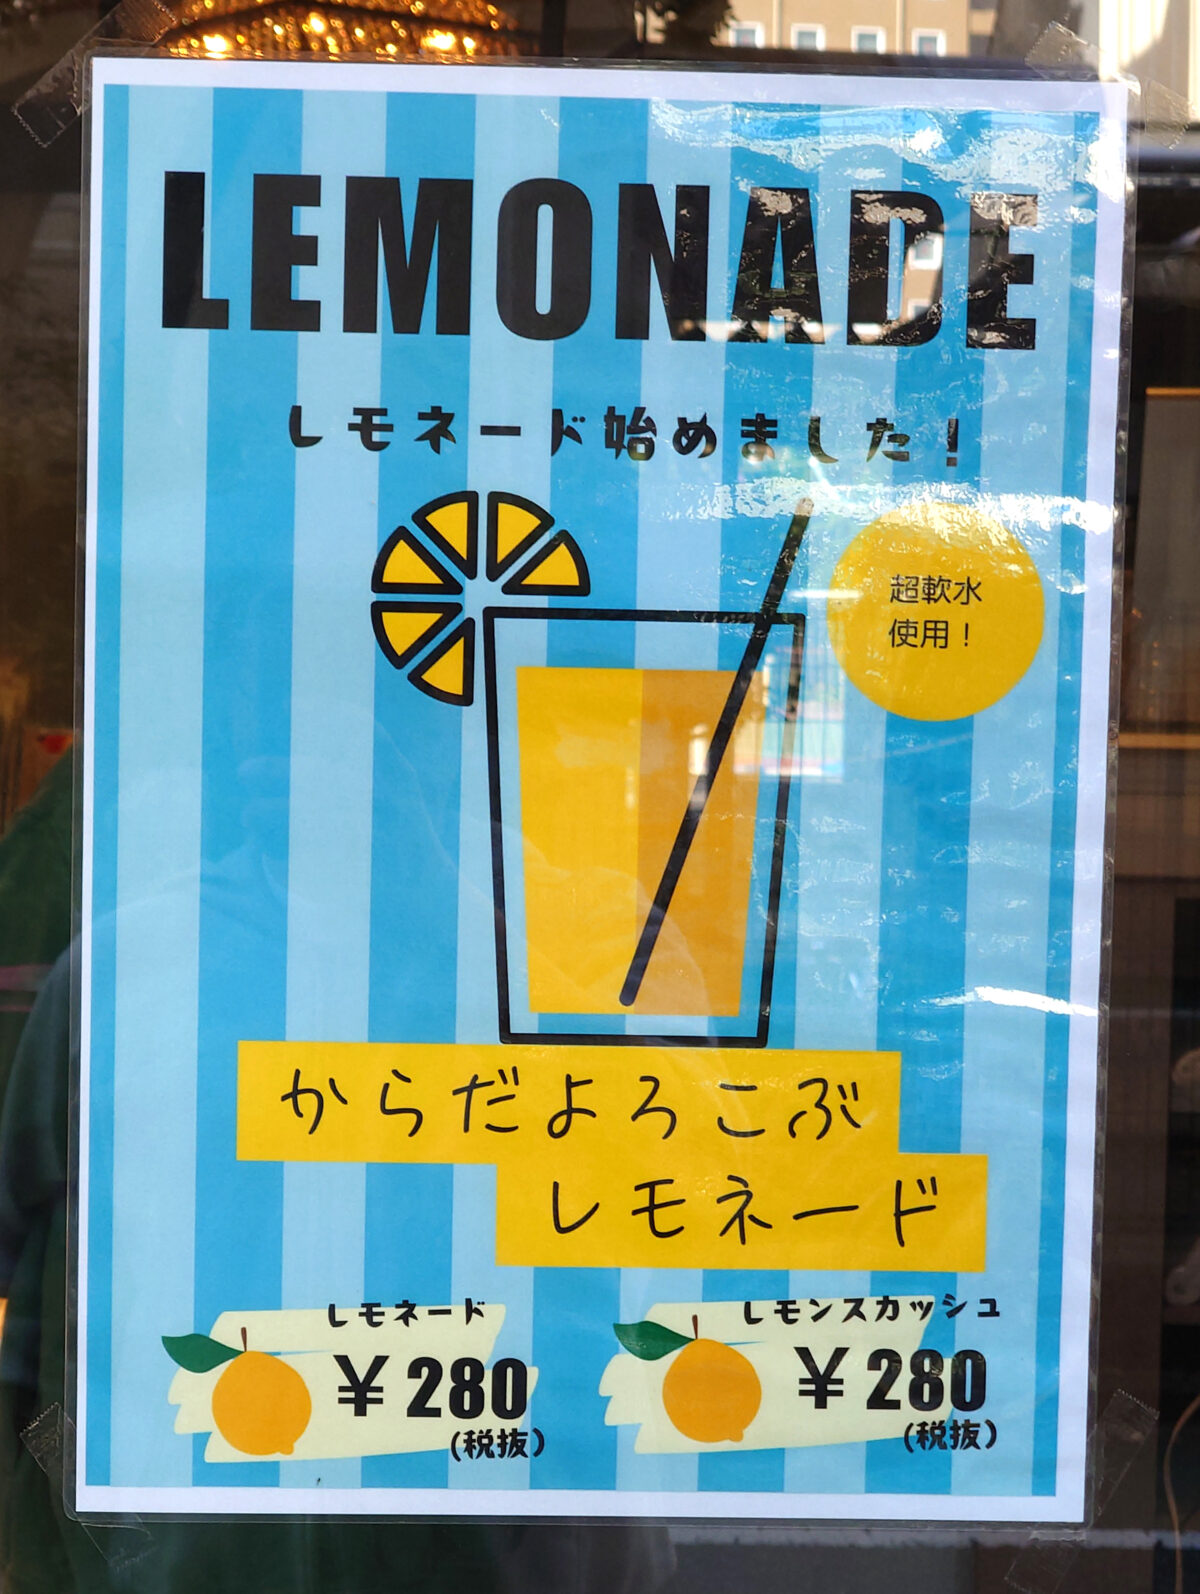 LEMONADE
レモネード始めました！
超軟水
使用！
からだよろこぶ
レモネード
レモネード
￥280
(税抜)
レモンスカッシュ
￥280
(税抜)